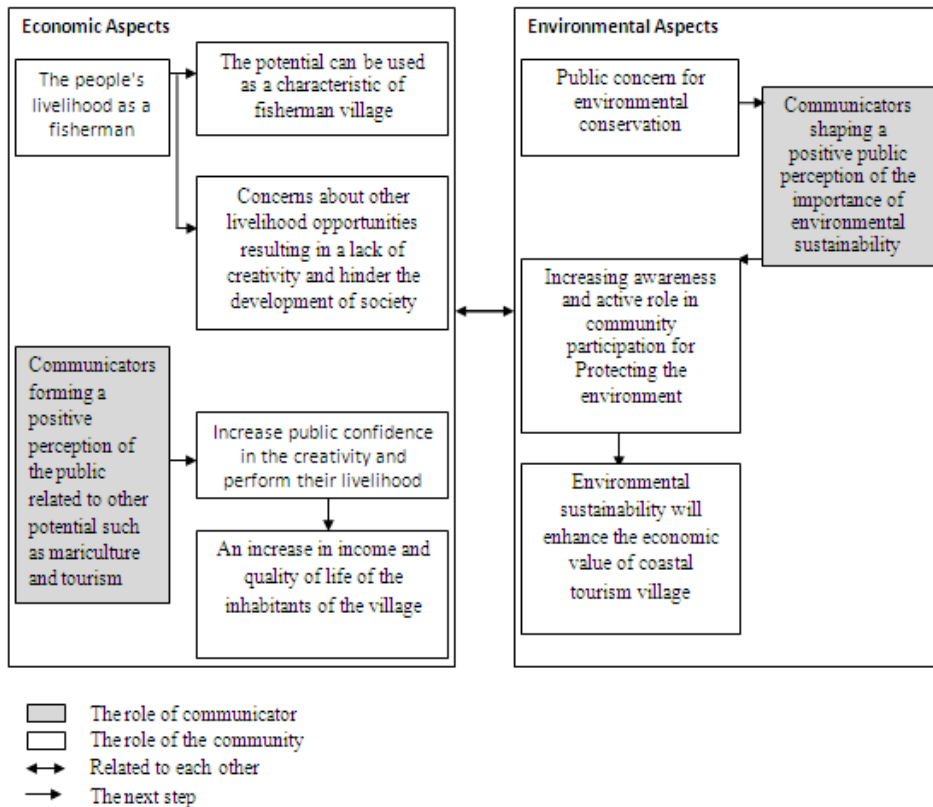 Economic Aspects
The people's
livelihood as a
fisherman
The potential can be used
as a characteristic of
fisherman village
Concerns about other
livelihood opportunities
resulting in a lack of
creativity and hinder the
development of society
Communicators
forming a
positive
perception of
the public
related to other
potential such
as mariculture
and tourism
Increase public confidence
in the creativity and
perform their livelihood
An increase in income and
quality of life of the
inhabitants of the village
Environmental Aspects
Public concern for
environmental
conservation
Communicators
shaping a
positive public
perception of the
importance of
environmental
sustainability
Increasing awareness
and active role in
community
participation for
Protecting the
environment
Environmental
sustainability will
enhance the economic
value of coastal
tourism village
The role of communicator
The role of the community
Related to each other
The next step